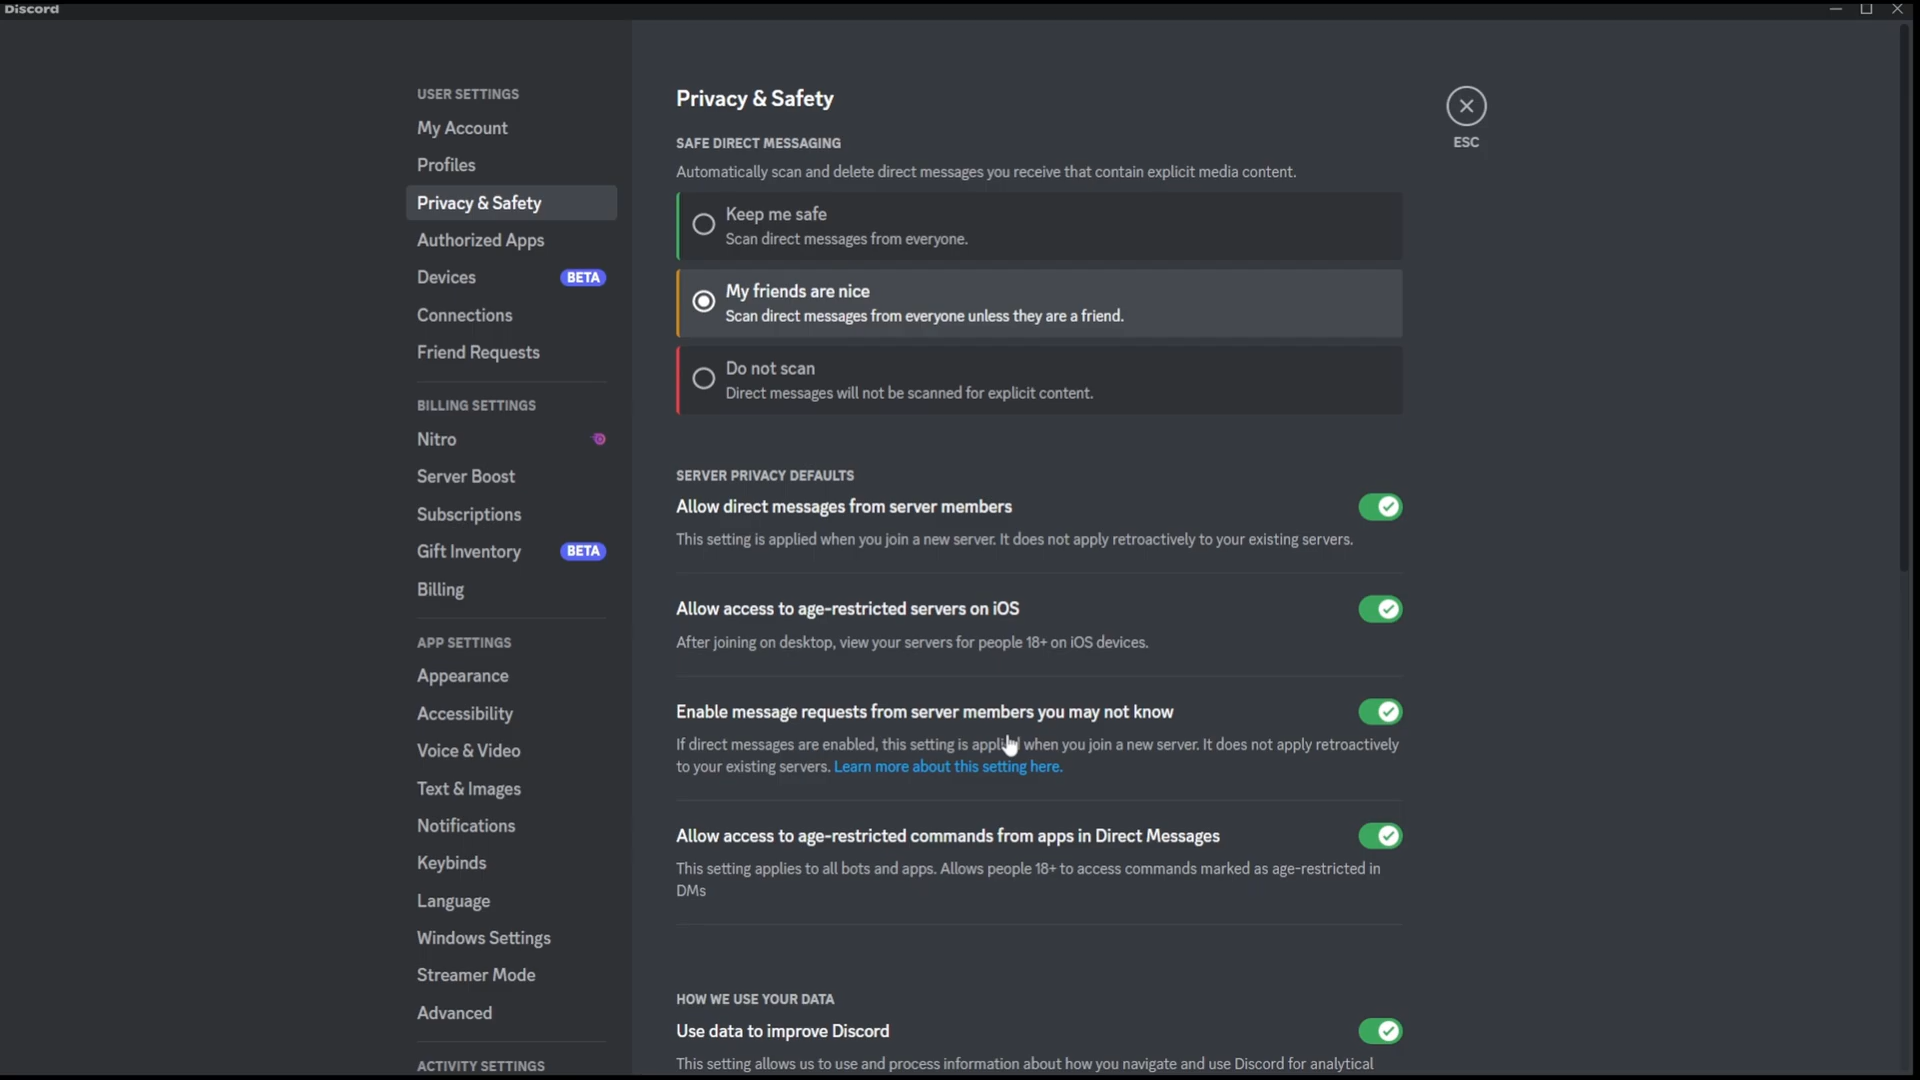 Discord
USER SETTINGS
My Account
Profiles
Privacy & Safety
Authorized Apps
Devices BETA
Connections
Friend Requests
BILLING SETTINGS
Nitro
Server Boost
Subscriptions
Gift Inventory BETA
Billing
APP SETTINGS
Appearance
Accessibility
Voice & Video
Text & Images
Notifications
Keybinds
Language
Windows Settings
Streamer Mode
Advanced
ACTIVITY SETTINGS
Privacy & Safety
SAFE DIRECT MESSAGING
Automatically scan and delete direct messages you receive that contain explicit media content.
Keep me safe
Scan direct messages from everyone.
My friends are nice
Scan direct messages from everyone unless they are a friend.
Do not scan
Direct messages will not be scanned for explicit content.
SERVER PRIVACY DEFAULTS
Allow direct messages from server members
This setting is applied when you join a new server. It does not apply retroactively to your existing servers.
Allow access to age-restricted servers on iOS
After joining on desktop, view your servers for people 18+ on iOS devices.
Enable message requests from server members you may not know
If direct messages are enabled, this setting is applied when you join a new server. It does not apply retroactively
to your existing servers. Learn more about this setting here.
Allow access to age-restricted commands from apps in Direct Messages
This setting applies to all bots and apps. Allows people 18+ to access commands marked as age-restricted in
DMs
HOW WE USE YOUR DATA
Use data to improve Discord
This setting allows us to use and process information about how you navigate and use Discord for analytical
ESC